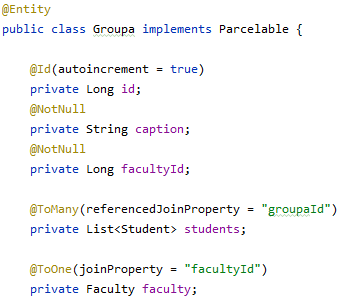 @Entity
public class Groupa implements Parcelable {
@Id(autoincrement = true)
private Long id;
@NotNull
private String caption;
@NotNull
private Long facultyId;
@ToMany(referencedJoinProperty = "groupaId")
private List<Student> students;
@ToOne(joinProperty = "facultyId")
private Faculty faculty;